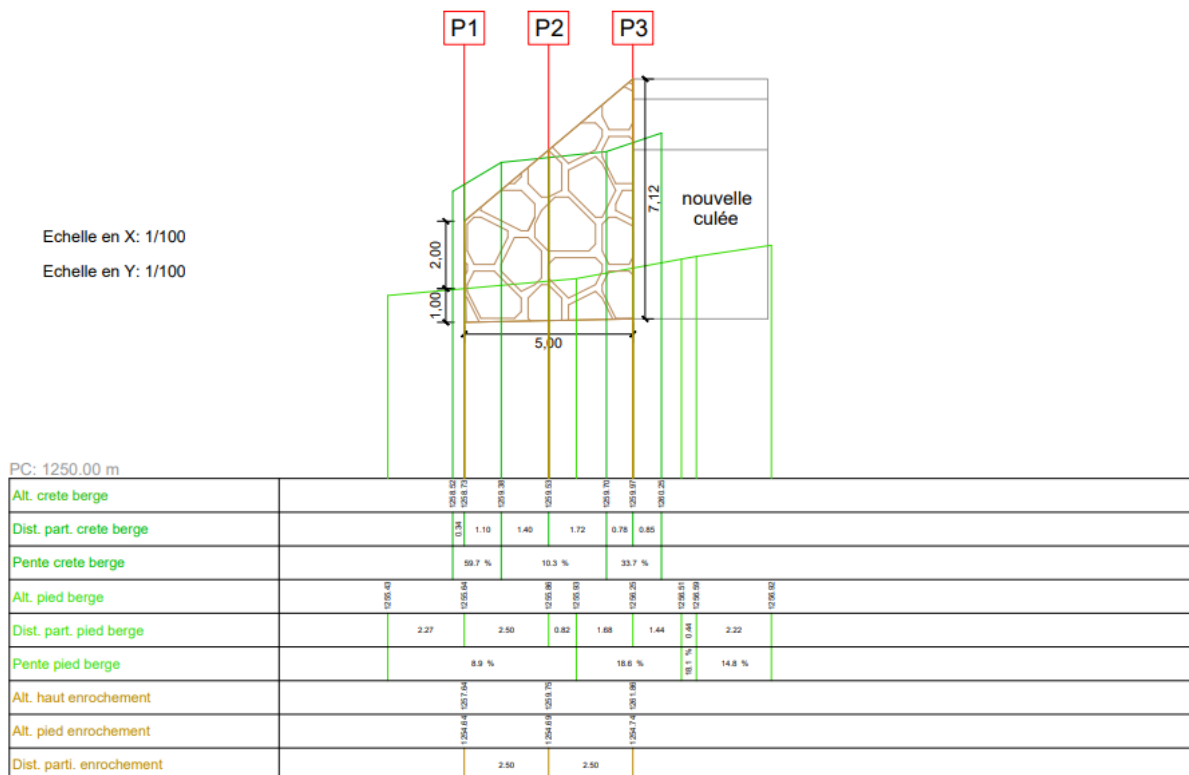 P1 P2 P3
7,12
nouvelle
culée
Echelle en X: 1/100
Echelle en Y: 1/100
2,00
1,00
5,00
PC: 1250.00 m
Alt. crete berge 1258.52 1258.73 1259.38 1259.53 1259.70 1259.97 1260.25
Dist. part. crete berge 0.34 1.10 1.40 1.72 0.78 0.85
Pente crete berge 59.7 % 10.3 % 33.7 %
Alt. pied berge 1255.43 1255.64 1255.86 1255.93 1256.25 1256.51 1256.59 1256.92
Dist. part. pied berge 2.27 2.50 0.82 1.68 1.44 0.44 2.22
Pente pied berge 8.9 % 18.6 % 18.1 % 14.8 %
Alt. haut enrochement 1257.64 1259.75 1261.86
Alt. pied enrochement 1254.64 1254.69 1254.74
Dist. parti. enrochement 2.50 2.50